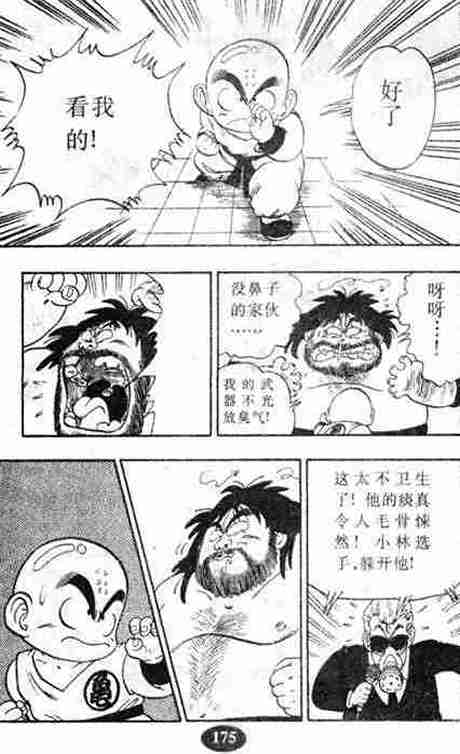 好
了
看我
的!
呀
呀
…!
没鼻子
的家伙
……
我的武
器不光
放臭气!
这太不卫生
了! 他的痰真
令人毛骨悚
然! 小林选
手,躲开他!
175